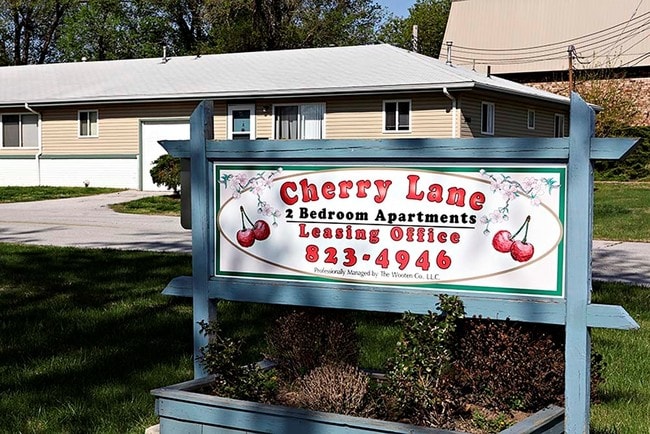 Cherry Lane
2 Bedroom Apartments
Leasing Office
823-4946
Professionally Managed by The Wooten Co. LLC.